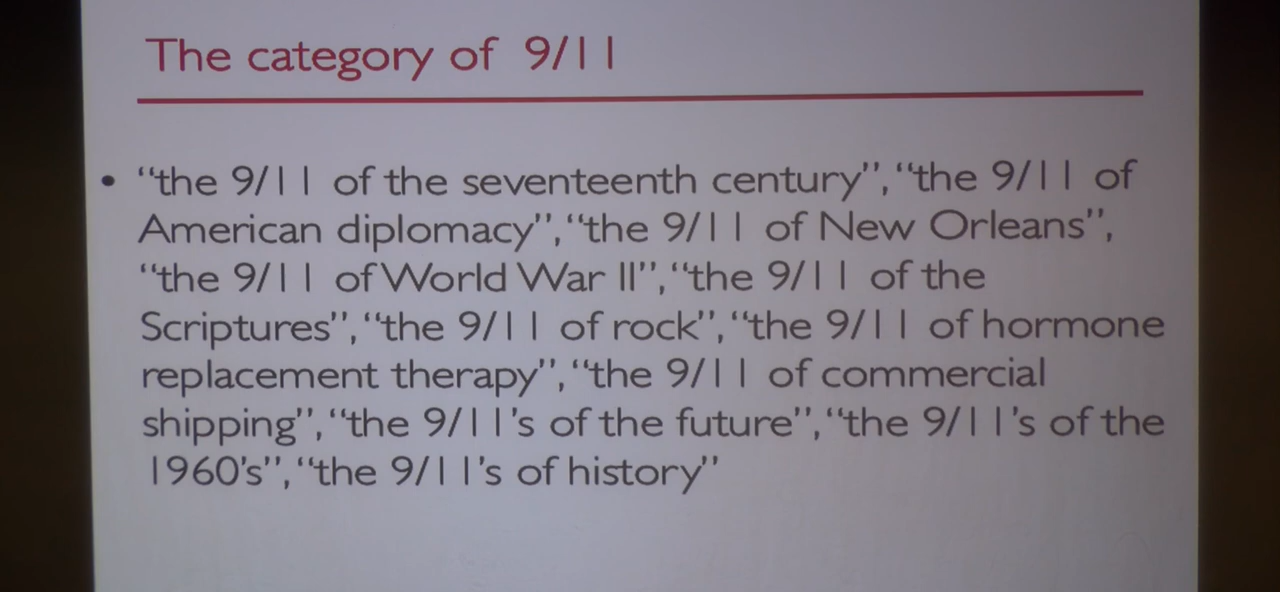 The category of 9/11
• “the 9/11 of the seventeenth century”, “the 9/11 of
American diplomacy”, “the 9/11 of New Orleans”,
“the 9/11 of World War II”, “the 9/11 of the
Scriptures”, “the 9/11 of rock”, “the 9/11 of hormone
replacement therapy”, “the 9/11 of commercial
shipping”, “the 9/11’s of the future”, “the 9/11’s of the
1960’s”, “the 9/11’s of history”